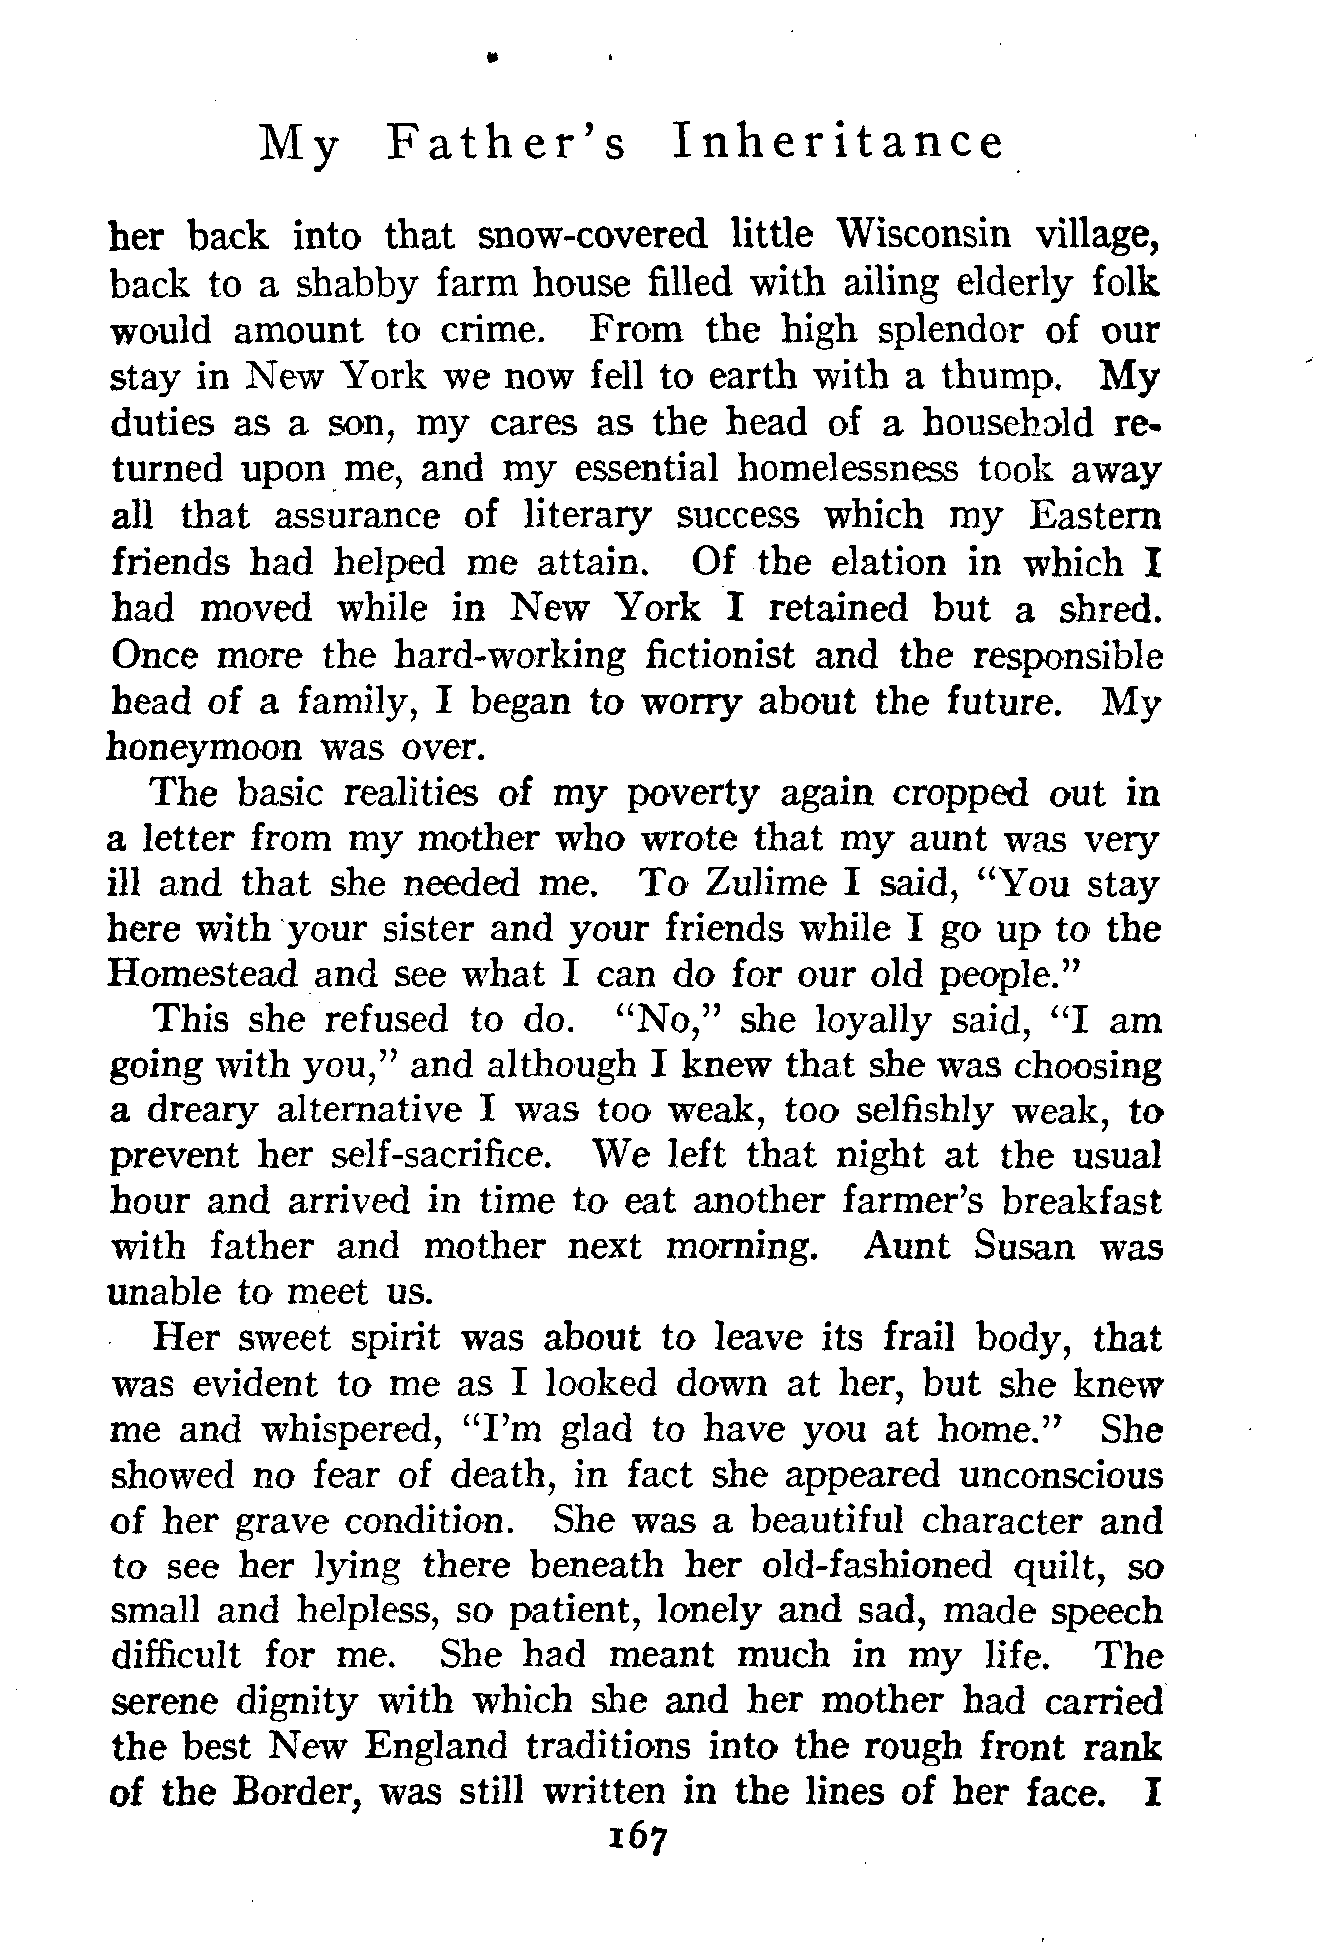 My Father's Inheritance
her back into that snow-covered little Wisconsin village,
back to a shabby farm house filled with ailing elderly folk
would amount to crime. From the high splendor of our
stay in New York we now fell to earth with a thump. My
duties as a son, my cares as the head of a household re-
turned upon me, and my essential homelessness took away
all that assurance of literary success which my Eastern
friends had helped me attain. Of the elation in which I
had moved while in New York I retained but a shred.
Once more the hard-working fictionist and the responsible
head of a family, I began to worry about the future. My
honeymoon was over.
The basic realities of my poverty again cropped out in
a letter from my mother who wrote that my aunt was very
ill and that she needed me. To Zulime I said, "You stay
here with your sister and your friends while I go up to the
Homestead and see what I can do for our old people."
This she refused to do. "No," she loyally said, "I am
going with you," and although I knew that she was choosing
a dreary alternative I was too weak, too selfishly weak, to
prevent her self-sacrifice. We left that night at the usual
hour and arrived in time to eat another farmer's breakfast
with father and mother next morning. Aunt Susan was
unable to meet us.
Her sweet spirit was about to leave its frail body, that
was evident to me as I looked down at her, but she knew
me and whispered, "I'm glad to have you at home." She
showed no fear of death, in fact she appeared unconscious
of her grave condition. She was a beautiful character and
to see her lying there beneath her old-fashioned quilt, so
small and helpless, so patient, lonely and sad, made speech
difficult for me. She had meant much in my life. The
serene dignity with which she and her mother had carried
the best New England traditions into the rough front rank
of the Border, was still written in the lines of her face. I
167